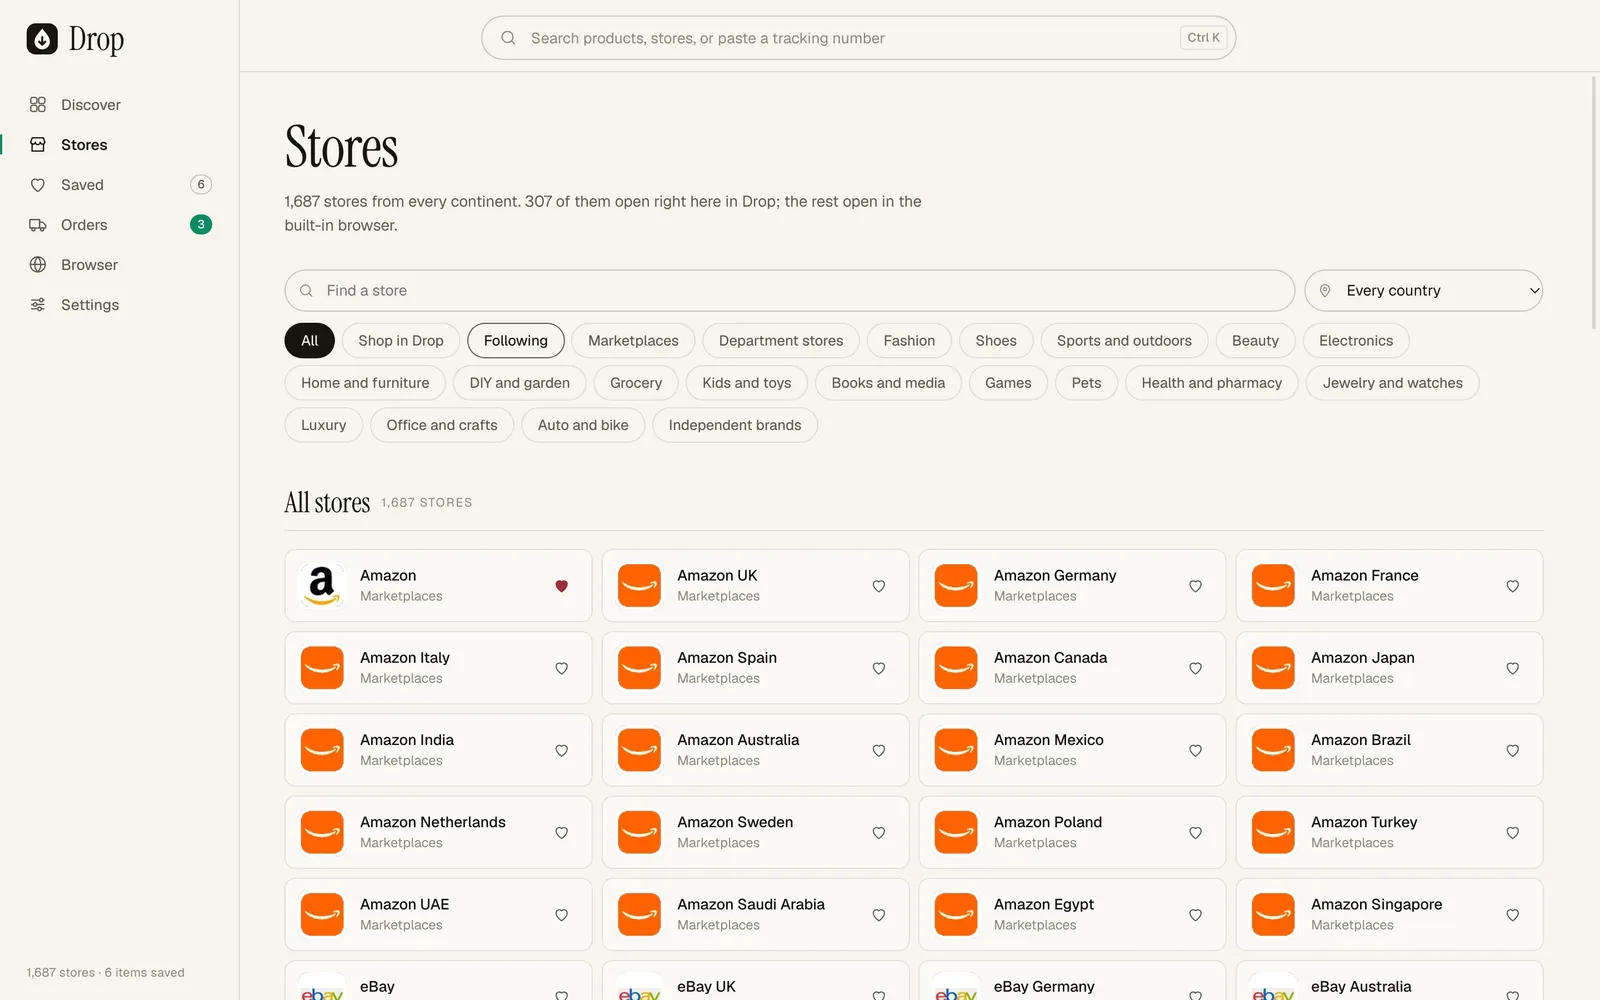 Drop
Search products, stores, or paste a tracking number
Ctrl K
Discover
Stores
Saved
6
Orders
3
Browser
Settings
Stores
1,687 stores from every continent. 307 of them open right here in Drop; the rest open in the
built-in browser.
Find a store
Every country
All
Shop in Drop
Following
Marketplaces
Department stores
Fashion
Shoes
Sports and outdoors
Beauty
Electronics
Home and furniture
DIY and garden
Grocery
Kids and toys
Books and media
Games
Pets
Health and pharmacy
Jewelry and watches
Luxury
Office and crafts
Auto and bike
Independent brands
All stores
1,687 STORES
a
Amazon
Marketplaces
Amazon UK
Marketplaces
Amazon Germany
Marketplaces
Amazon France
Marketplaces
Amazon Italy
Marketplaces
Amazon Spain
Marketplaces
Amazon Canada
Marketplaces
Amazon Japan
Marketplaces
Amazon India
Marketplaces
Amazon Australia
Marketplaces
Amazon Mexico
Marketplaces
Amazon Brazil
Marketplaces
Amazon Netherlands
Marketplaces
Amazon Sweden
Marketplaces
Amazon Poland
Marketplaces
Amazon Turkey
Marketplaces
Amazon UAE
Marketplaces
Amazon Saudi Arabia
Marketplaces
Amazon Egypt
Marketplaces
Amazon Singapore
Marketplaces
ebay
eBay
ebay
eBay UK
ebay
eBay Germany
ebay
eBay Australia
1,687 stores · 6 items saved